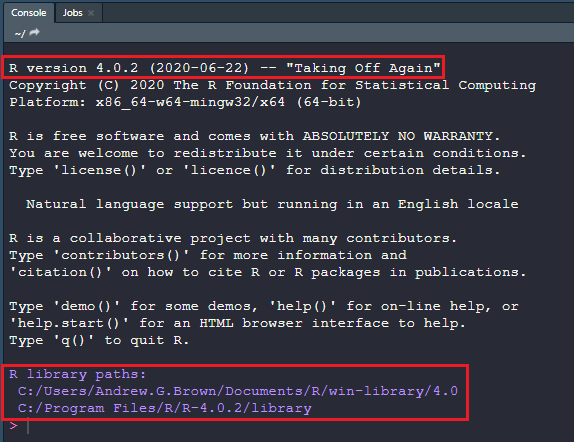 Console Jobs
~/
R version 4.0.2 (2020-06-22) -- "Taking Off Again"
Copyright (C) 2020 The R Foundation for Statistical Computing
Platform: x86_64-w64-mingw32/x64 (64-bit)
R is free software and comes with ABSOLUTELY NO WARRANTY.
You are welcome to redistribute it under certain conditions.
Type 'license()' or 'licence()' for distribution details.
Natural language support but running in an English locale
R is a collaborative project with many contributors.
Type 'contributors()' for more information and
'citation()' on how to cite R or R packages in publications.
Type 'demo()' for some demos, 'help()' for on-line help, or
'help.start()' for an HTML browser interface to help.
Type 'q()' to quit R.
R library paths:
C:/Users/Andrew.G.Brown/Documents/R/win-library/4.0
C:/Program Files/R/R-4.0.2/library
>